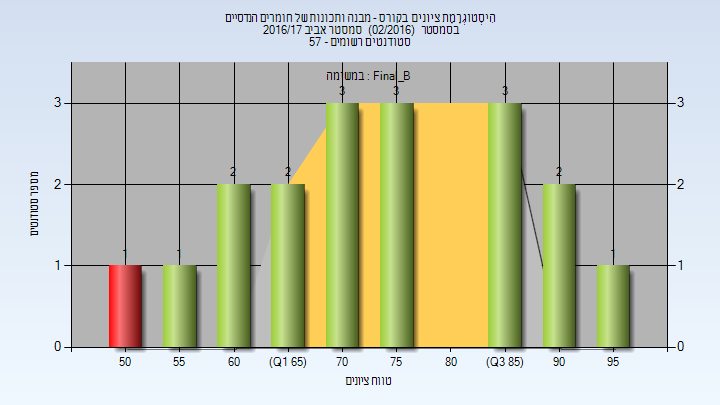 היסטוגרמת ציונים בקורס - מבנה ותכונות של חומרים הנדסיים
בסמסטר (02/2016) סמסטר אביב 2016/17
סטודנטים רשומים - 57
במשימה : Final_B
3 3 3 3 3
2 2 2 2 2
1 1 1 1 1
0 0
מספר סטודנטים
50 55 60 (Q1 65) 70 75 80 (Q3 85) 90 95
טווח ציונים